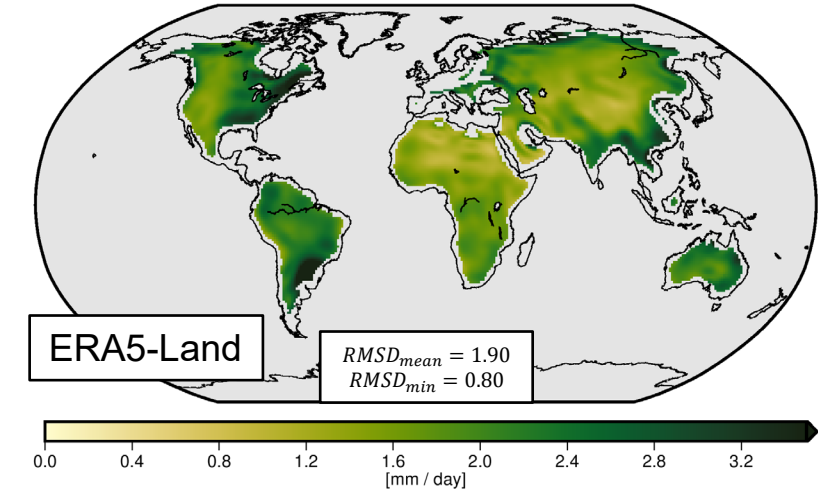 ERA5-Land
RMSD_mean = 1.90
RMSD_min = 0.80
0.0 0.4 0.8 1.2 1.6 2.0 2.4 2.8 3.2
[mm / day]